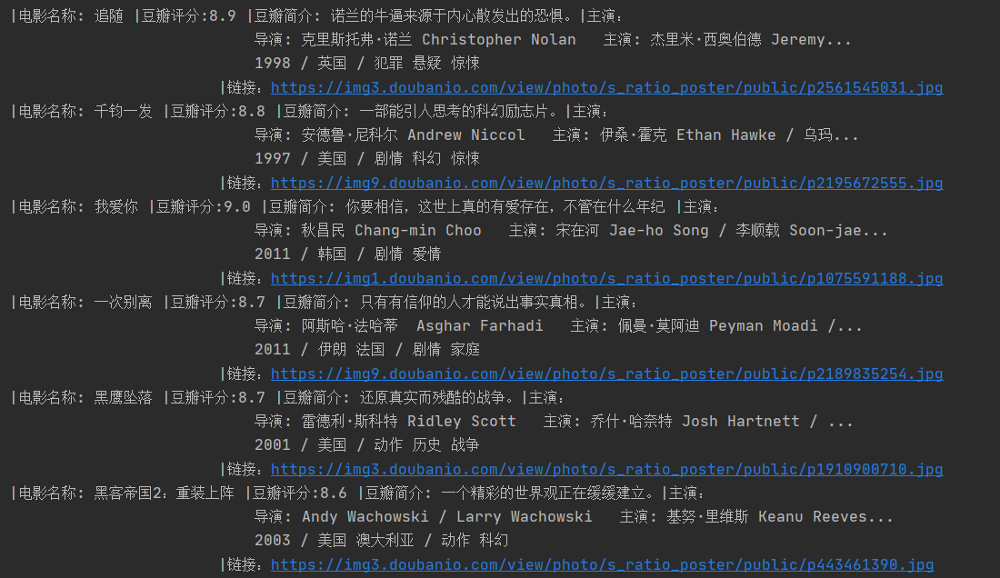 |电影名称: 追随 |豆瓣评分:8.9 |豆瓣简介: 诺兰的牛逼来源于内心散发出的恐惧。|主演:
导演: 克里斯托弗·诺兰 Christopher Nolan   主演: 杰里米·西奥伯德 Jeremy...
1998 / 英国 / 犯罪 悬疑 惊悚
|链接: https://img3.doubanio.com/view/photo/s_ratio_poster/public/p2561545031.jpg
|电影名称: 千钧一发 |豆瓣评分:8.8 |豆瓣简介: 一部能引人思考的科幻励志片。|主演:
导演: 安德鲁·尼科尔 Andrew Niccol   主演: 伊桑·霍克 Ethan Hawke / 乌玛...
1997 / 美国 / 剧情 科幻 惊悚
|链接: https://img9.doubanio.com/view/photo/s_ratio_poster/public/p2195672555.jpg
|电影名称: 我爱你 |豆瓣评分:9.0 |豆瓣简介: 你要相信，这世上真的有爱存在，不管在什么年纪 |主演:
导演: 秋昌民 Chang-min Choo   主演: 宋在河 Jae-ho Song / 李顺载 Soon-jae...
2011 / 韩国 / 剧情 爱情
|链接: https://img1.doubanio.com/view/photo/s_ratio_poster/public/p1075591188.jpg
|电影名称: 一次别离 |豆瓣评分:8.7 |豆瓣简介: 只有有信仰的人才能说出事实真相。|主演:
导演: 阿斯哈·法哈蒂  Asghar Farhadi   主演: 佩曼·莫阿迪 Peyman Moadi /...
2011 / 伊朗 法国 / 剧情 家庭
|链接: https://img9.doubanio.com/view/photo/s_ratio_poster/public/p2189835254.jpg
|电影名称: 黑鹰坠落 |豆瓣评分:8.7 |豆瓣简介: 还原真实而残酷的战争。|主演:
导演: 雷德利·斯科特 Ridley Scott   主演: 乔什·哈奈特 Josh Hartnett / ...
2001 / 美国 / 动作 历史 战争
|链接: https://img3.doubanio.com/view/photo/s_ratio_poster/public/p1910900710.jpg
|电影名称: 黑客帝国2：重装上阵 |豆瓣评分:8.6 |豆瓣简介: 一个精彩的世界观正在缓缓建立。|主演:
导演: Andy Wachowski / Larry Wachowski   主演: 基努·里维斯 Keanu Reeves...
2003 / 美国 澳大利亚 / 动作 科幻
|链接: https://img3.doubanio.com/view/photo/s_ratio_poster/public/p443461390.jpg